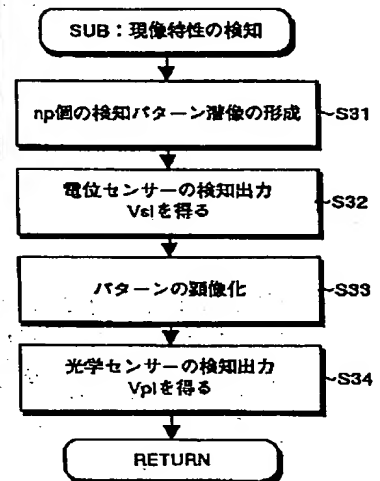 SUB：現像特性の検知
np個の検知パターン潜像の形成
S31
電位センサーの検知出力
Vsiを得る
S32
パターンの顕像化
S33
光学センサーの検知出力
Vpiを得る
S34
RETURN